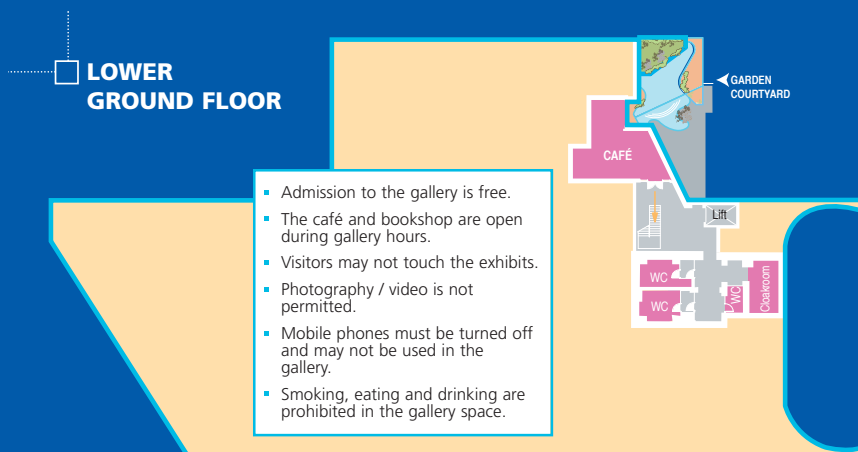 LOWER
GROUND FLOOR
GARDEN
COURTYARD
CAFÉ
Lift
WC
WC
WC
Cloakroom
Admission to the gallery is free.
The café and bookshop are open
during gallery hours.
Visitors may not touch the exhibits.
Photography / video is not
permitted.
Mobile phones must be turned off
and may not be used in the
gallery.
Smoking, eating and drinking are
prohibited in the gallery space.